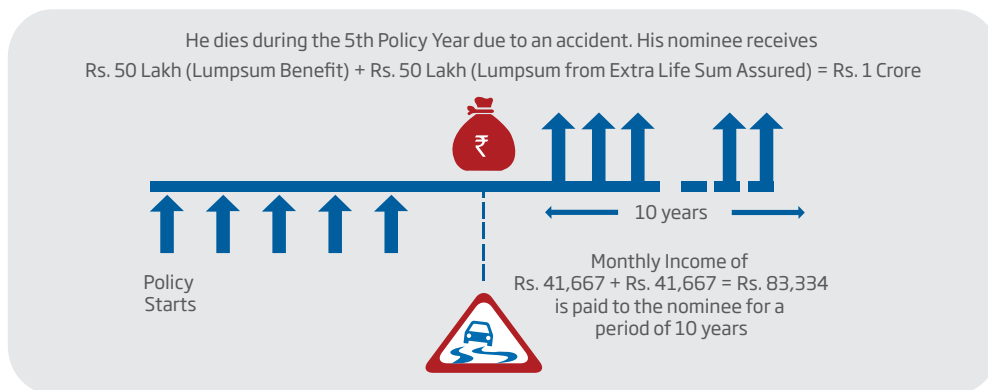 He dies during the 5th Policy Year due to an accident. His nominee receives
Rs. 50 Lakh (Lumpsum Benefit) + Rs. 50 Lakh (Lumpsum from Extra Life Sum Assured) = Rs. 1 Crore
₹
10 years
Policy
Starts
Monthly Income of
Rs. 41,667 + Rs. 41,667 = Rs. 83,334
is paid to the nominee for a
period of 10 years